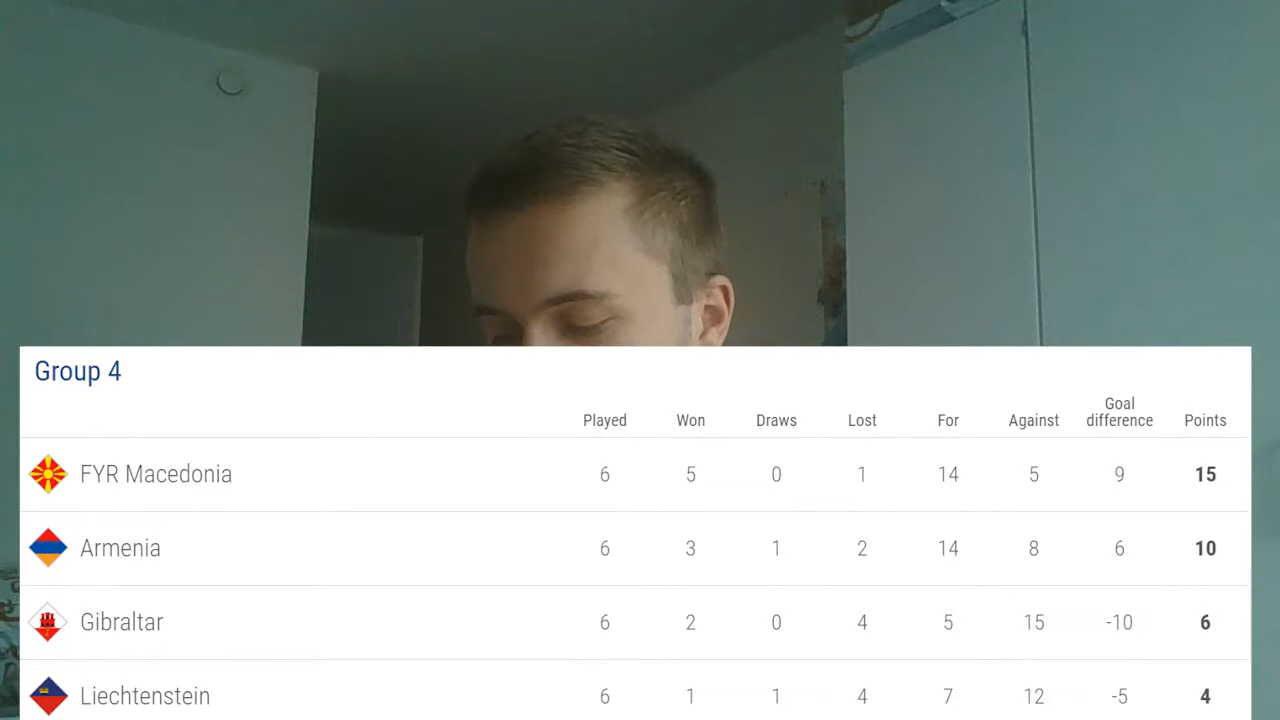 Group 4
Played Won Draws Lost For Against Goal difference Points
FYR Macedonia 6 5 0 1 14 5 9 15
Armenia 6 3 1 2 14 8 6 10
Gibraltar 6 2 0 4 5 15 -10 6
Liechtenstein 6 1 1 4 7 12 -5 4